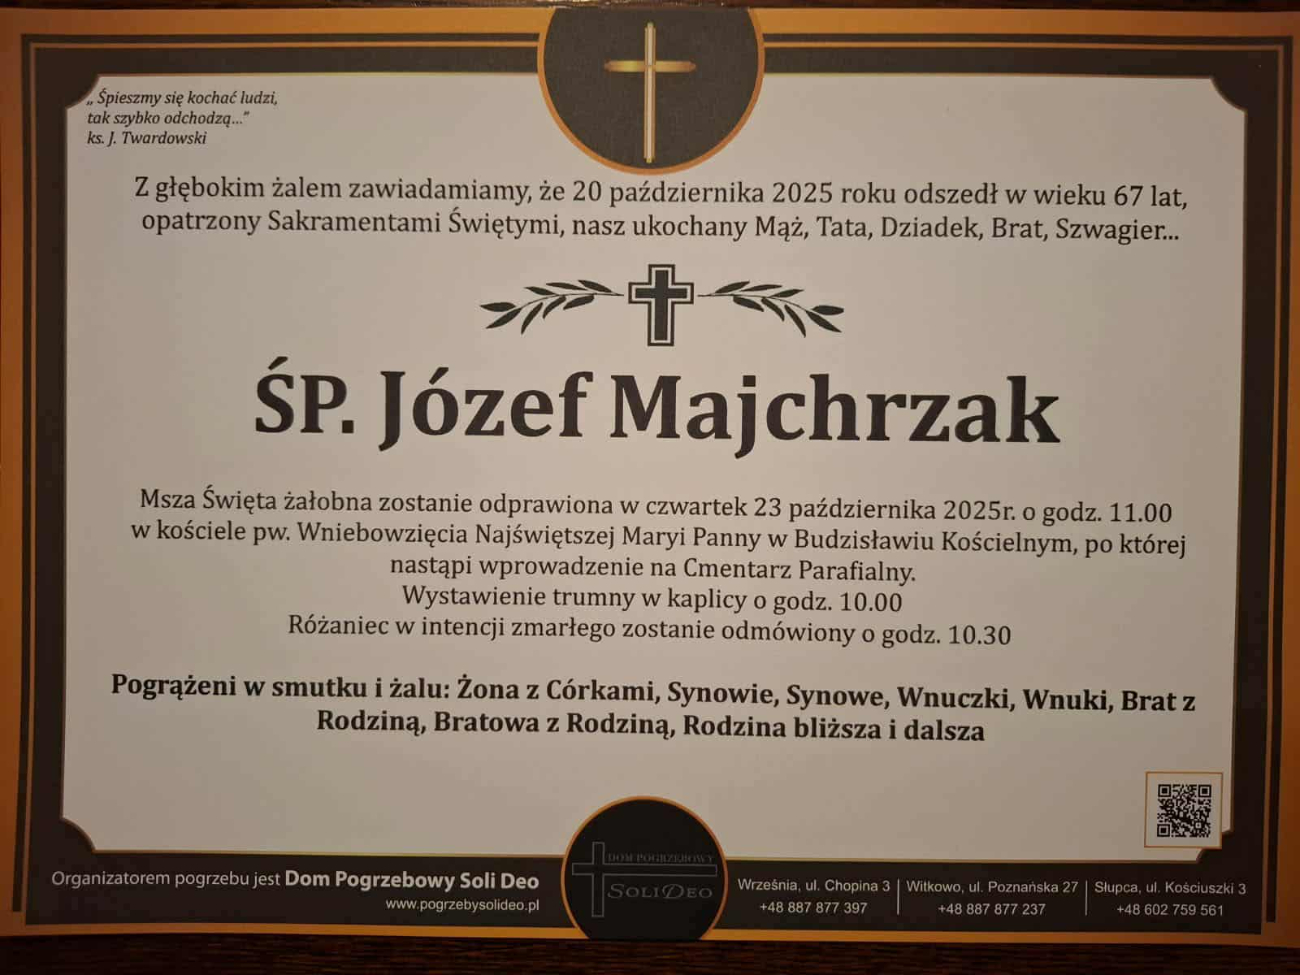 „ Śpieszmy się kochać ludzi,
tak szybko odchodzą..."
ks. J. Twardowski
Z głębokim żalem zawiadamiamy, że 20 października 2025 roku odszedł w wieku 67 lat,
opatrzony Sakramentami Świętymi, nasz ukochany Mąż, Tata, Dziadek, Brat, Szwagier...
ŚP. Józef Majchrzak
Msza Święta żałobna zostanie odprawiona w czwartek 23 października 2025r. o godz. 11.00
w kościele pw. Wniebowzięcia Najświętszej Maryi Panny w Budzisławiu Kościelnym, po której
nastąpi wprowadzenie na Cmentarz Parafialny.
Wystawienie trumny w kaplicy o godz. 10.00
Różaniec w intencji zmarłego zostanie odmówiony o godz. 10.30
Pogrążeni w smutku i żalu: Żona z Córkami, Synowie, Synowe, Wnuczki, Wnuki, Brat z
Rodziną, Bratowa z Rodziną, Rodzina bliższa i dalsza
Organizatorem pogrzebu jest Dom Pogrzebowy Soli Deo
www.pogrzebysolideo.pl
DOM POGRZEBOWY
SOLI DEO
Września, ul. Chopina 3
+48 887 877 397
Witkowo, ul. Poznańska 27
+48 887 877 237
Słupca, ul. Kościuszki 3
+48 602 759 561